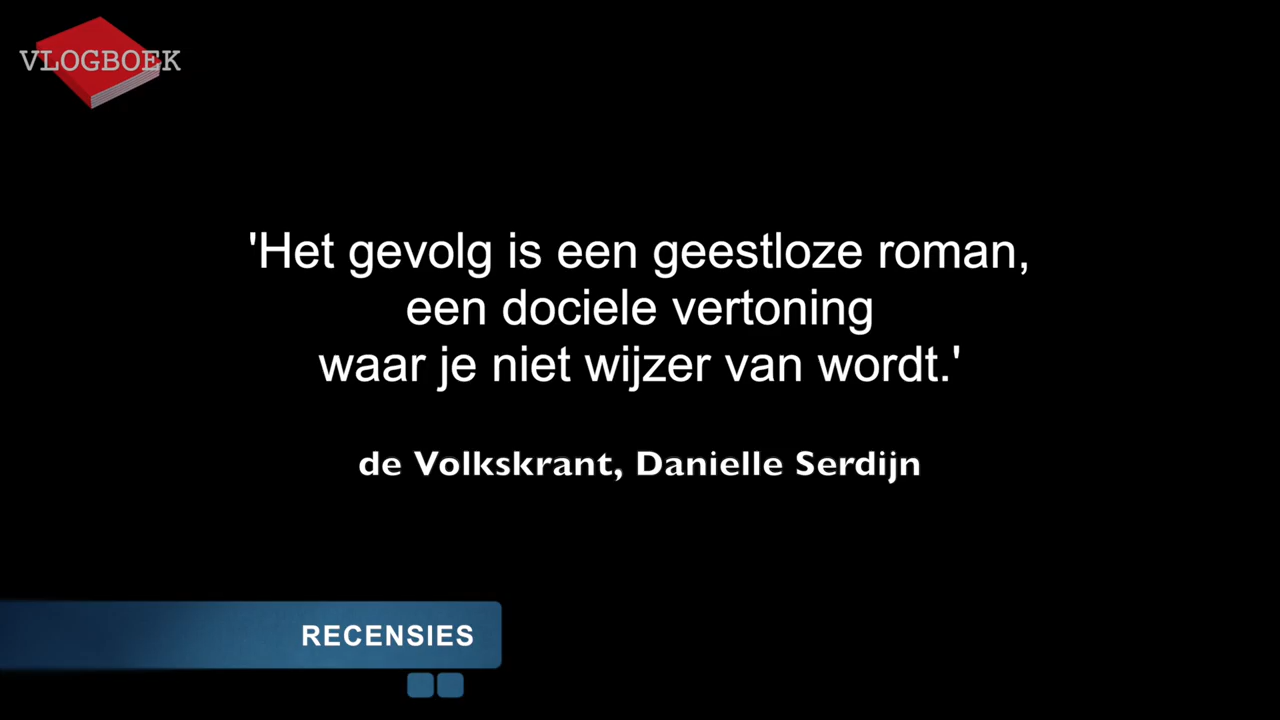 VLOGBOEK
'Het gevolg is een geestloze roman,
een dociele vertoning
waar je niet wijzer van wordt.'
de Volkskrant, Danielle Serdijn
RECENSIES